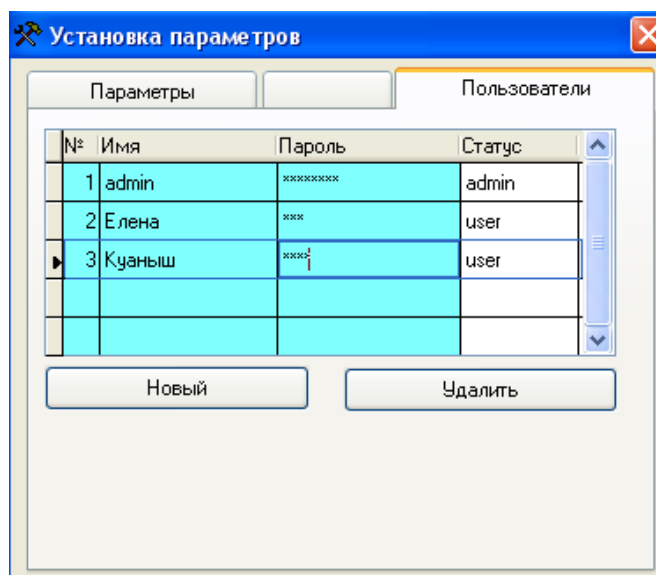 Установка параметров
Параметры Пользователи
№ Имя Пароль Статус
1 admin ******** admin
2 Елена *** user
3 Куаныш **** user
Новый Удалить